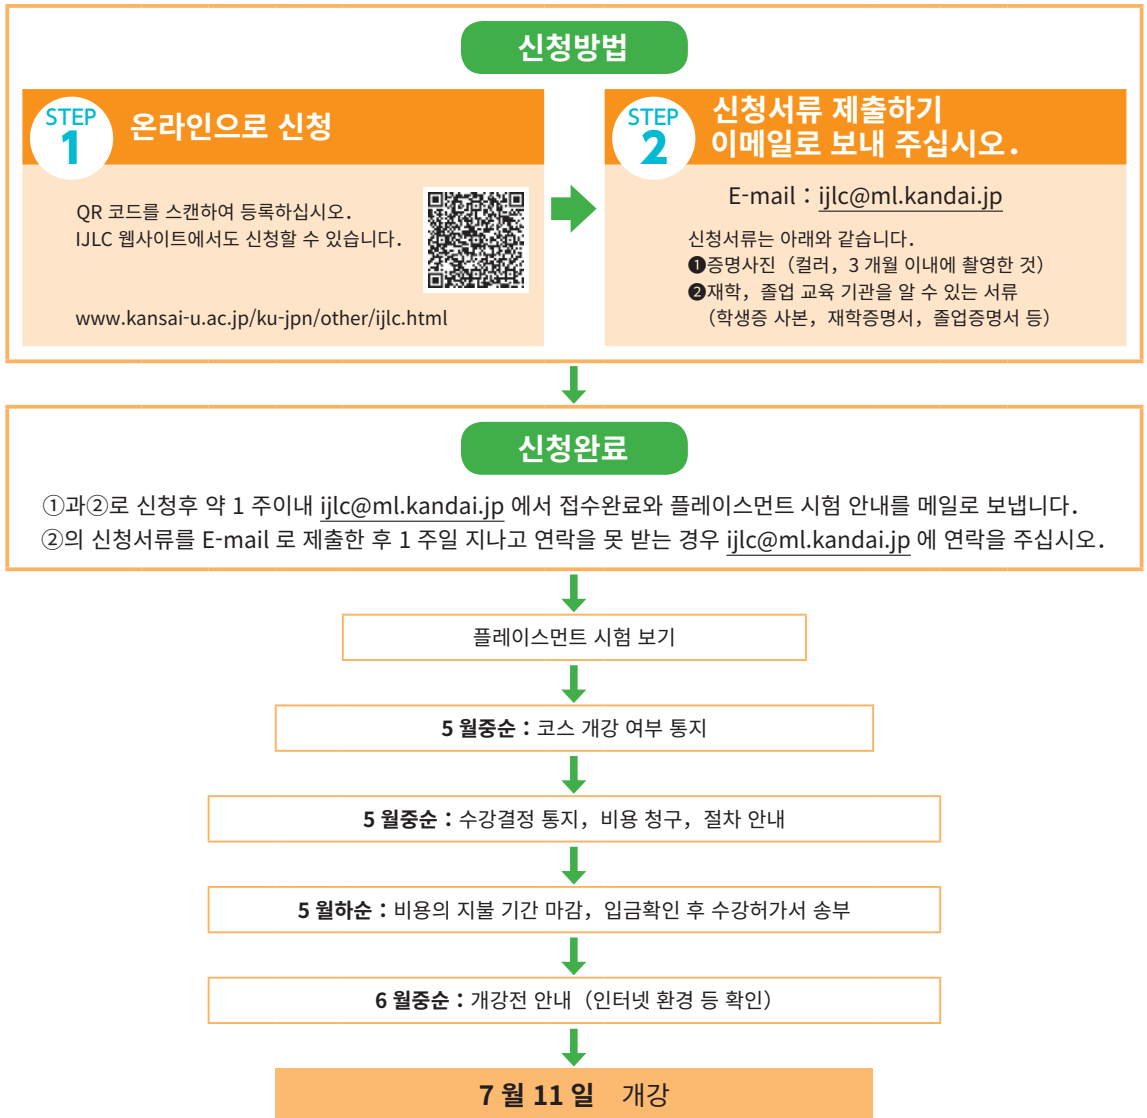 신청방법
STEP 1
온라인으로 신청
QR 코드를 스캔하여 등록하십시오.
IJLC 웹사이트에서도 신청할 수 있습니다.
www.kansai-u.ac.jp/ku-jpn/other/ijlc.html
STEP 2
신청서류 제출하기
이메일로 보내 주십시오.
E-mail：ijlc@ml.kandai.jp
신청서류는 아래와 같습니다.
❶증명사진（컬러，3 개월 이내에 촬영한 것）
❷재학，졸업 교육 기관을 알 수 있는 서류
（학생증 사본，재학증명서，졸업증명서 등）
신청완료
①과②로 신청후 약 1 주이내 ijlc@ml.kandai.jp 에서 접수완료와 플레이스먼트 시험 안내를 메일로 보냅니다.
②의 신청서류를 E-mail 로 제출한 후 1 주일 지나고 연락을 못 받는 경우 ijlc@ml.kandai.jp 에 연락을 주십시오.
플레이스먼트 시험 보기
5 월중순：코스 개강 여부 통지
5 월중순：수강결정 통지，비용 청구，절차 안내
5 월하순：비용의 지불 기간 마감，입금확인 후 수강허가서 송부
6 월중순：개강전 안내（인터넷 환경 등 확인）
7 월 11 일　개강